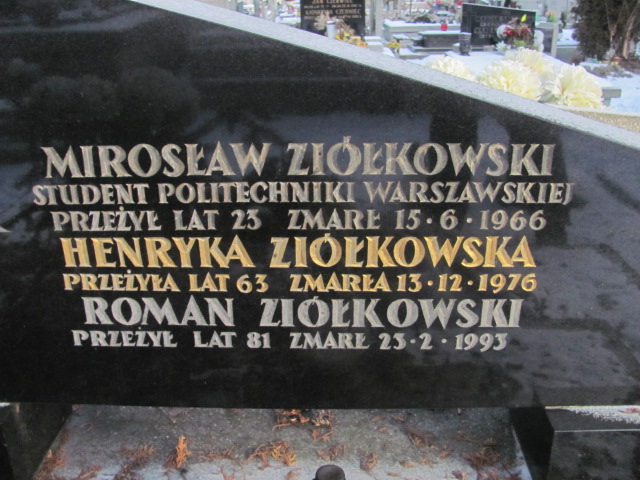 MIROSŁAW ZIÓŁKOWSKI
STUDENT POLITECHNIKI WARSZAWSKIEJ
PRZEŻYŁ LAT 23 ZMARŁ 15·6·1966
HENRYKA ZIÓŁKOWSKA
PRZEŻYŁA LAT 63 ZMARŁA 13·12·1976
ROMAN ZIÓŁKOWSKI
PRZEŻYŁ LAT 81 ZMARŁ 23·2·1993